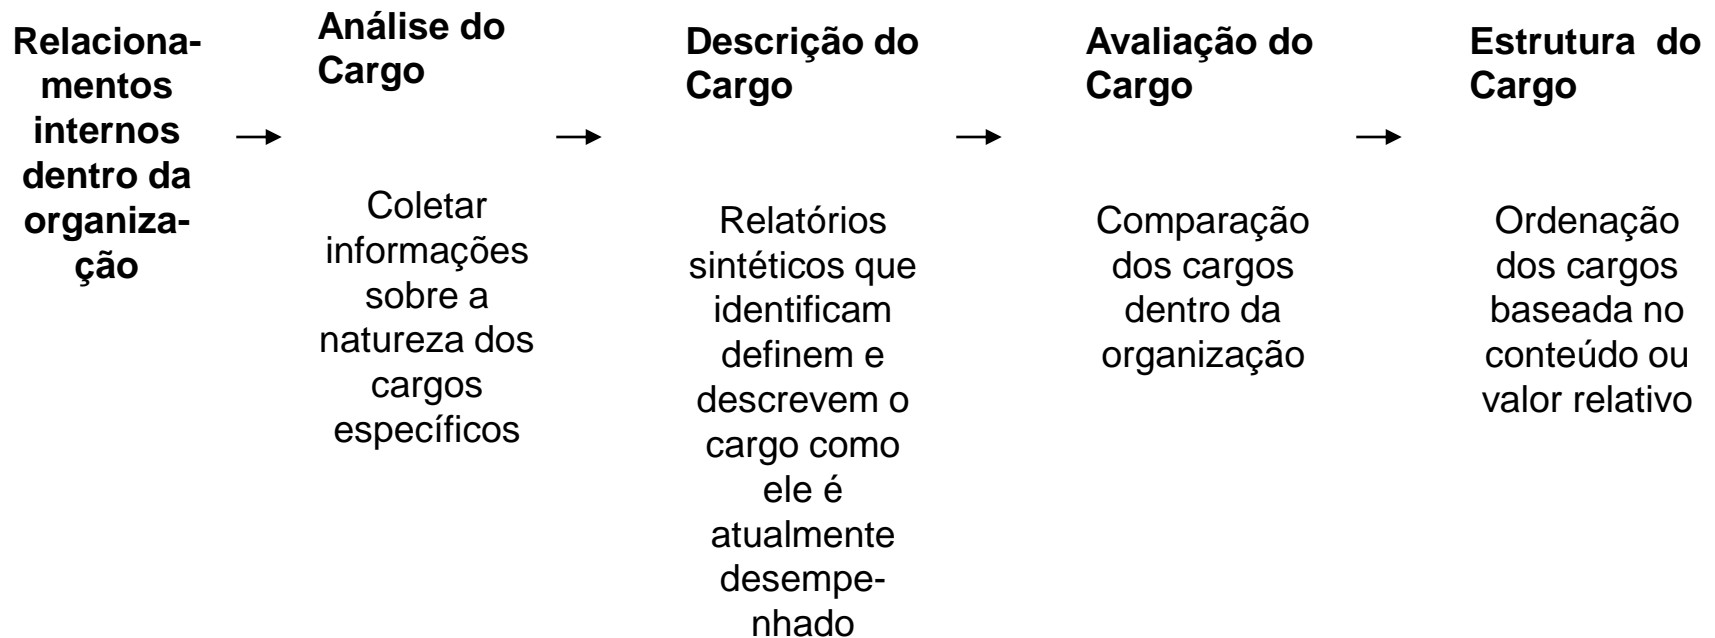 Relaciona-
mentos
internos
dentro da
organiza-
ção
Análise do
Cargo
Coletar
informações
sobre a
natureza dos
cargos
específicos
Descrição do
Cargo
Relatórios
sintéticos que
identificam
definem e
descrevem o
cargo como
ele é
atualmente
desempe-
nhado
Avaliação do
Cargo
Comparação
dos cargos
dentro da
organização
Estrutura  do
Cargo
Ordenação
dos cargos
baseada no
conteúdo ou
valor relativo